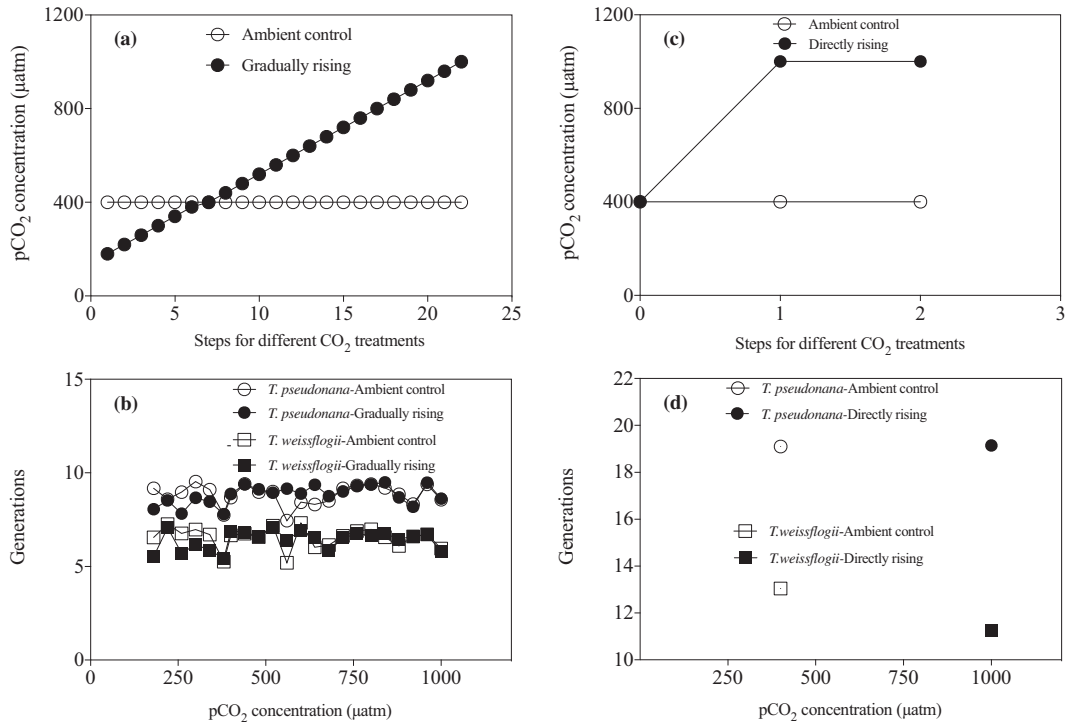 (a)
Ambient control
Gradually rising
pCO2 concentration (μatm)
1200
800
400
0
0 5 10 15 20 25
Steps for different CO2 treatments
(c)
Ambient control
Directly rising
pCO2 concentration (μatm)
1200
800
400
0
0 1 2 3
Steps for different CO2 treatments
(b)
T. pseudonana-Ambient control
T. pseudonana-Gradually rising
T. weissflogii-Ambient control
T. weissflogii-Gradually rising
Generations
15
10
5
0
0 250 500 750 1000
pCO2 concentration (μatm)
(d)
T. pseudonana-Ambient control
T. pseudonana-Directly rising
T.weissflogii-Ambient control
T.weissflogii-Directly rising
Generations
22
20
18
16
14
12
10
250 500 750 1000
pCO2 concentration (μatm)